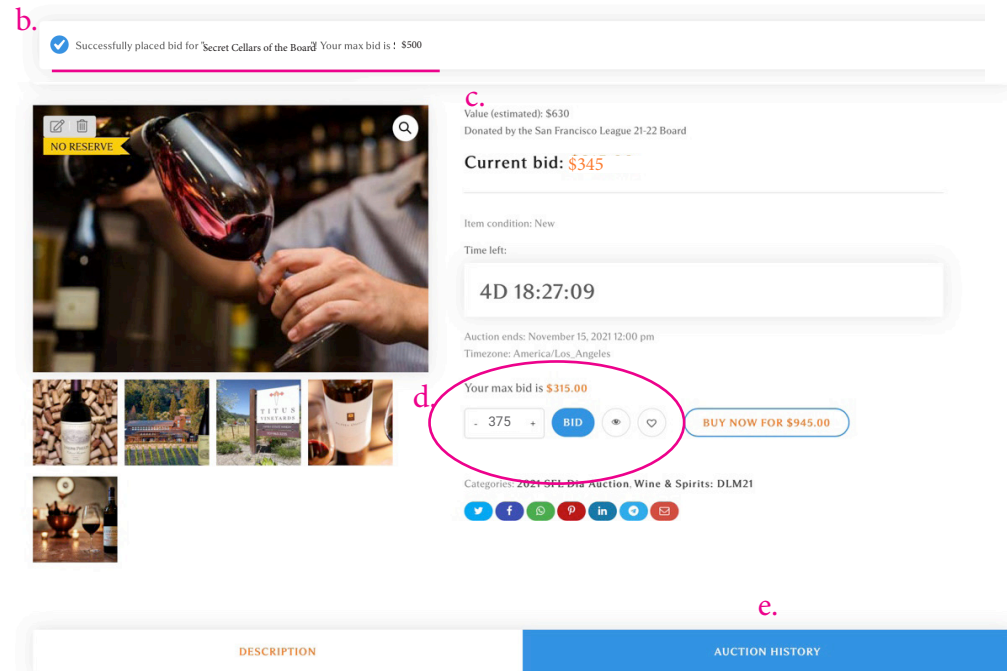 b.
Successfully placed bid for "Secret Cellars of the Board" Your max bid is : $500
NO RESERVE
c.
Value (estimated): $630
Donated by the San Francisco League 21-22 Board
Current bid: $345
Item condition: New
Time left:
4D 18:27:09
Auction ends: November 15, 2021 12:00 pm
Timezone: America/Los_Angeles
d.
Your max bid is $315.00
- 375 +
BID
BUY NOW FOR $945.00
TITUS
VINEYARDS
Categories: 2021 SFL Dia Auction, Wine & Spirits: DLM21
e.
DESCRIPTION
AUCTION HISTORY